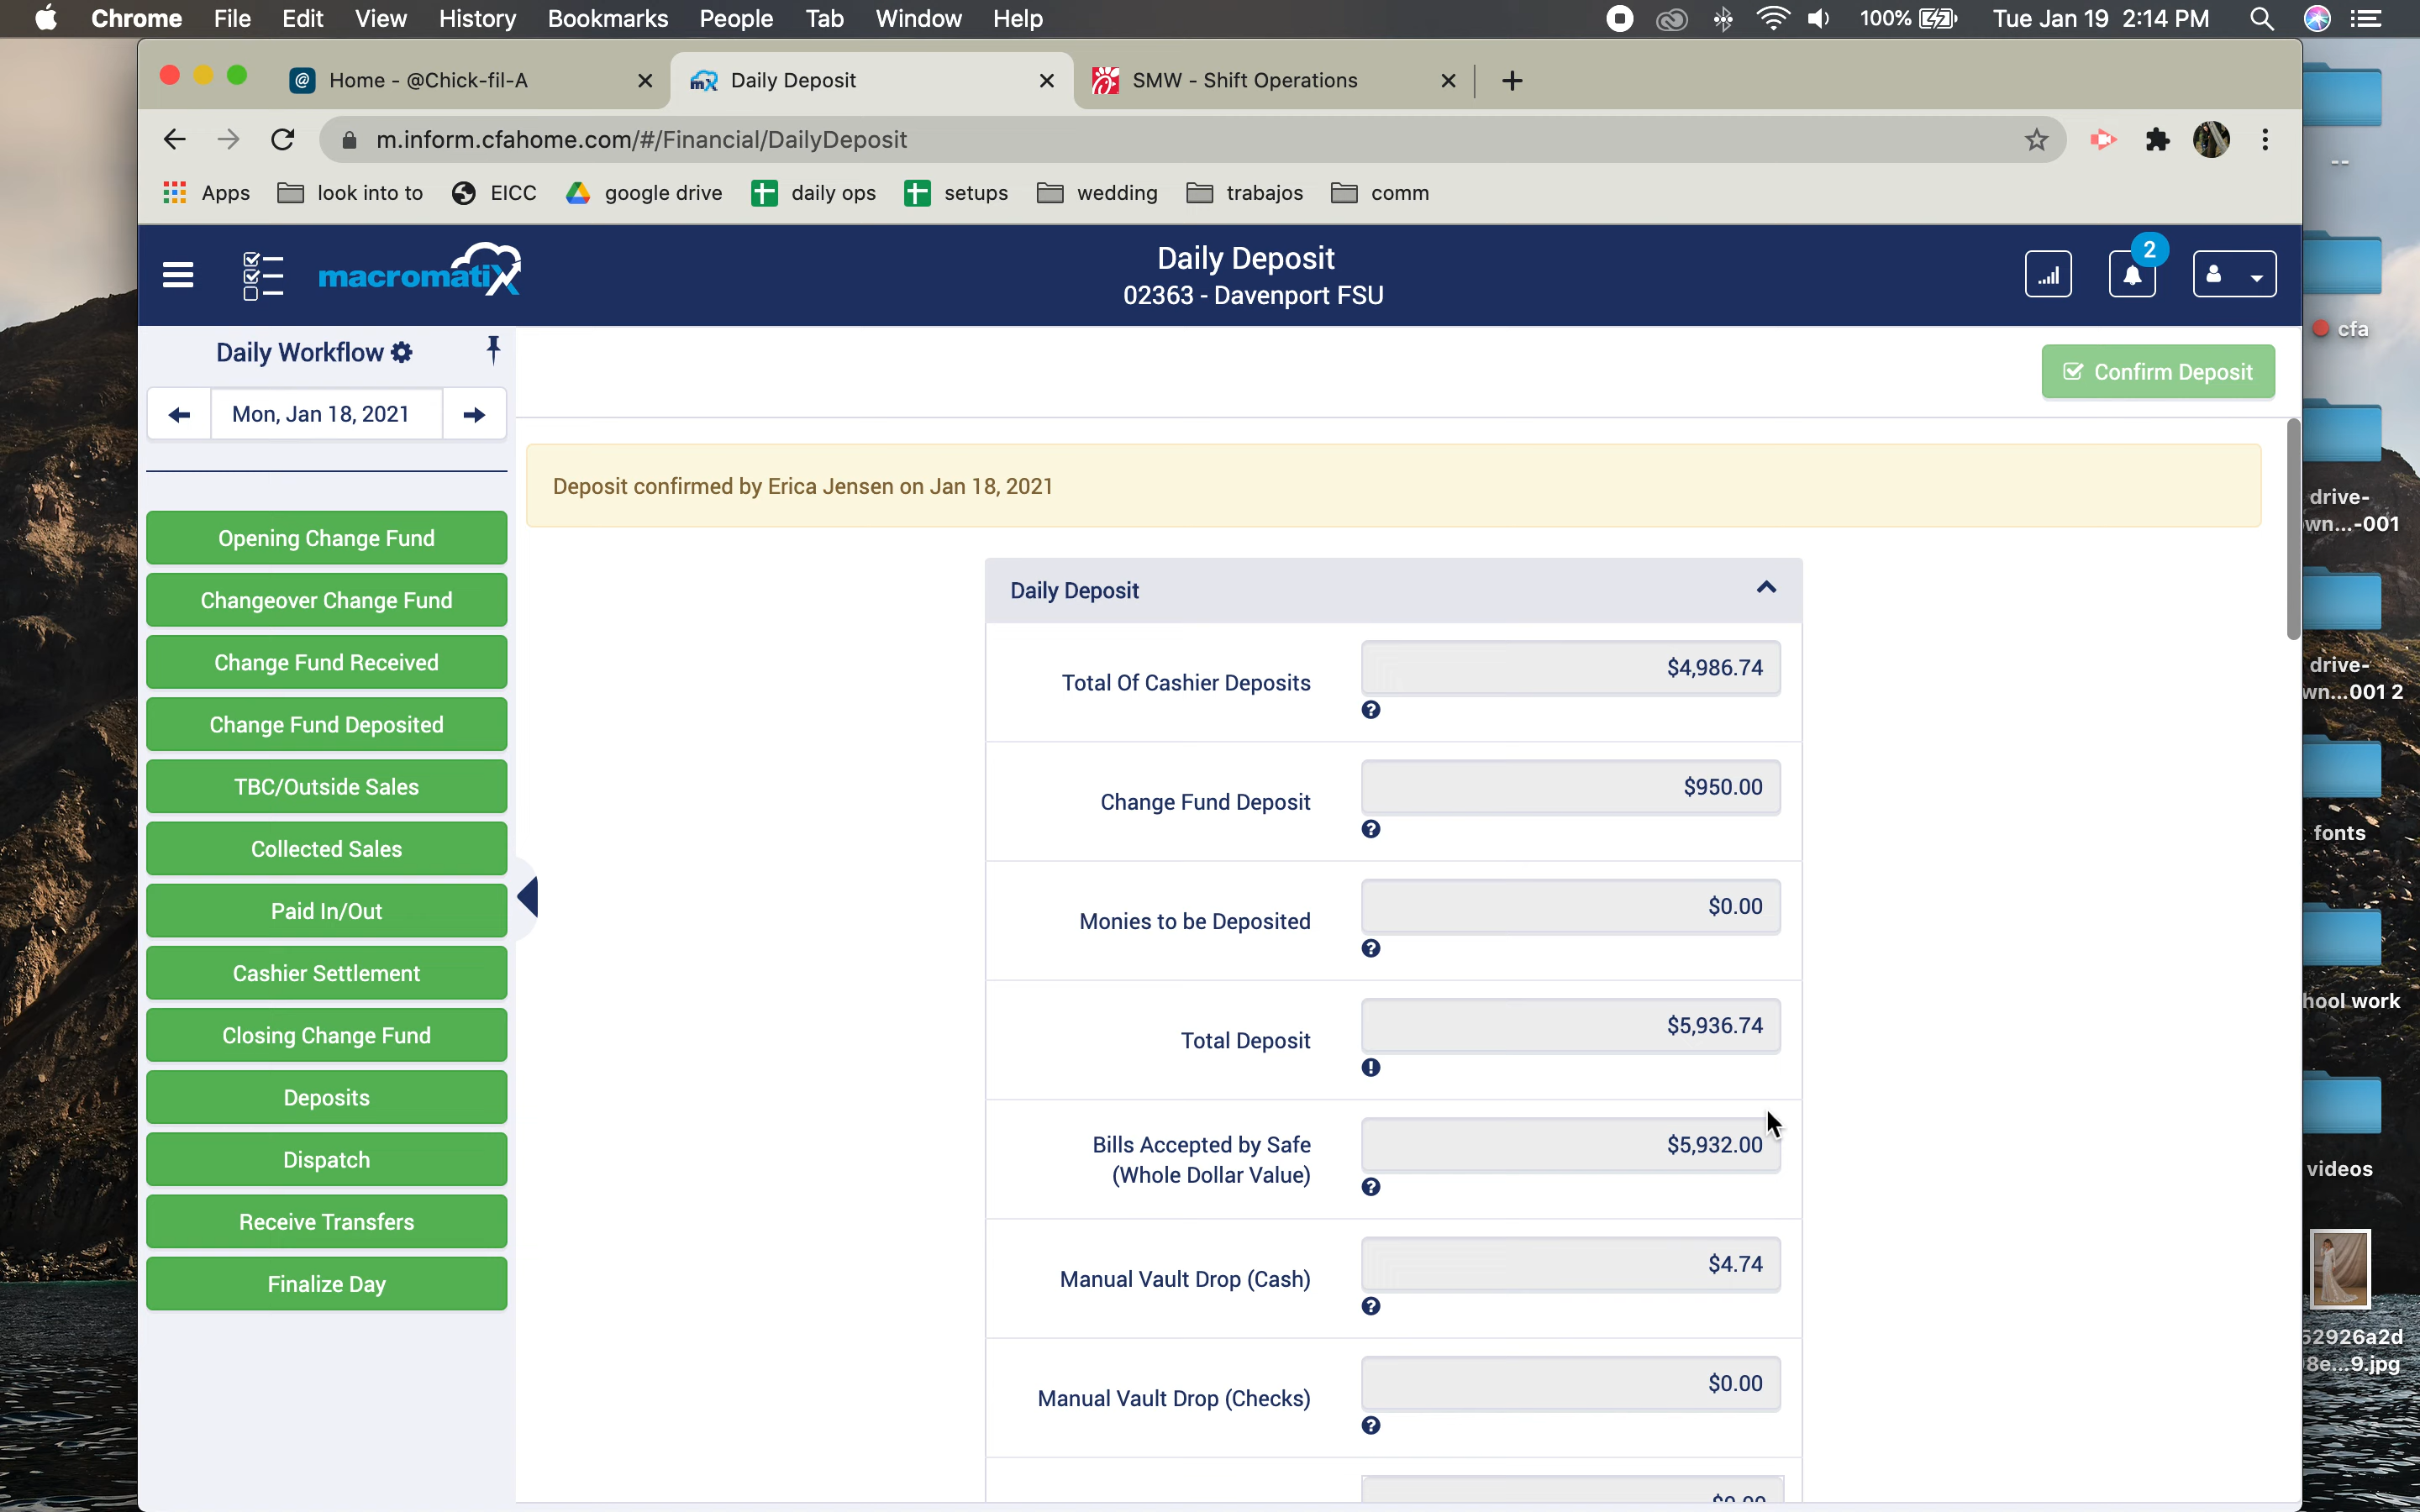 Chrome File Edit View History Bookmarks People Tab Window Help 100% Tue Jan 19 2:14 PM
Home - @Chick-fil-A Daily Deposit SMW - Shift Operations
m.inform.cfahome.com/#/Financial/DailyDeposit
Apps look into to EICC google drive daily ops setups wedding trabajos comm
macromatix
Daily Deposit
02363 - Davenport FSU
2
Daily Workflow
Mon, Jan 18, 2021
Opening Change Fund
Changeover Change Fund
Change Fund Received
Change Fund Deposited
TBC/Outside Sales
Collected Sales
Paid In/Out
Cashier Settlement
Closing Change Fund
Deposits
Dispatch
Receive Transfers
Finalize Day
Confirm Deposit
Deposit confirmed by Erica Jensen on Jan 18, 2021
Daily Deposit
Total Of Cashier Deposits $4,986.74
Change Fund Deposit $950.00
Monies to be Deposited $0.00
Total Deposit $5,936.74
Bills Accepted by Safe
(Whole Dollar Value) $5,932.00
Manual Vault Drop (Cash) $4.74
Manual Vault Drop (Checks) $0.00
$0.00
--
cfa
drive-
wn...-001
drive-
wn...001 2
fonts
hool work
videos
52926a2d
8e...9.jpg